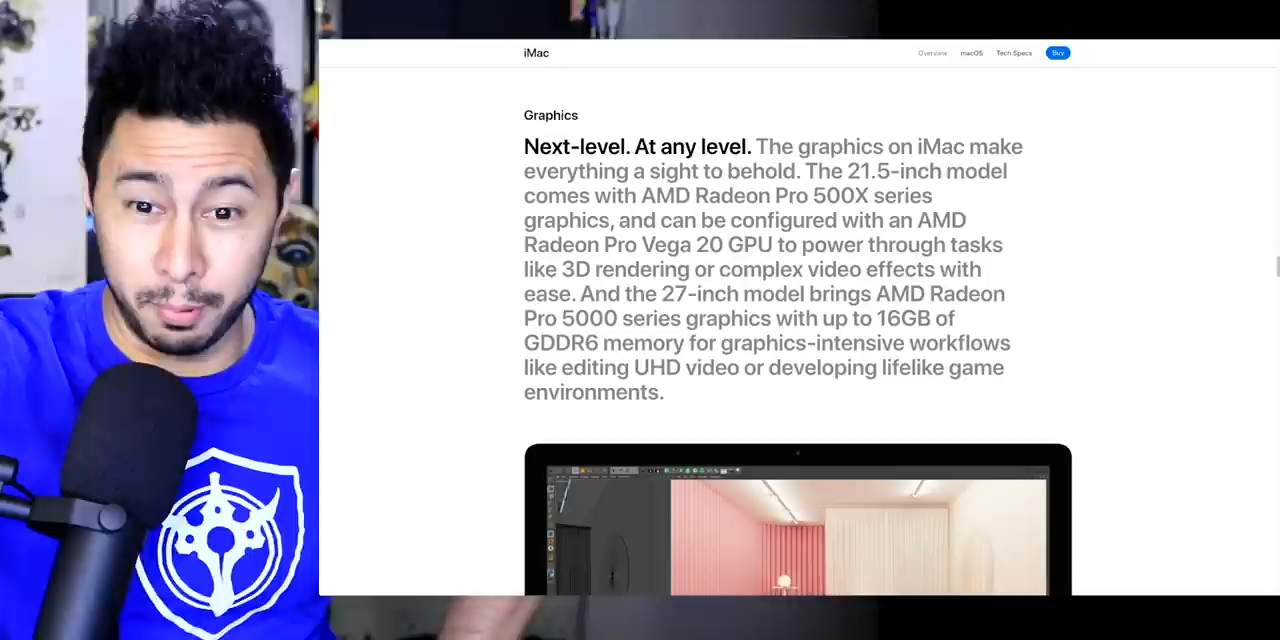 iMac
Overview macOS Tech Specs Buy
Graphics
Next-level. At any level. The graphics on iMac make
everything a sight to behold. The 21.5-inch model
comes with AMD Radeon Pro 500X series
graphics, and can be configured with an AMD
Radeon Pro Vega 20 GPU to power through tasks
like 3D rendering or complex video effects with
ease. And the 27-inch model brings AMD Radeon
Pro 5000 series graphics with up to 16GB of
GDDR6 memory for graphics-intensive workflows
like editing UHD video or developing lifelike game
environments.